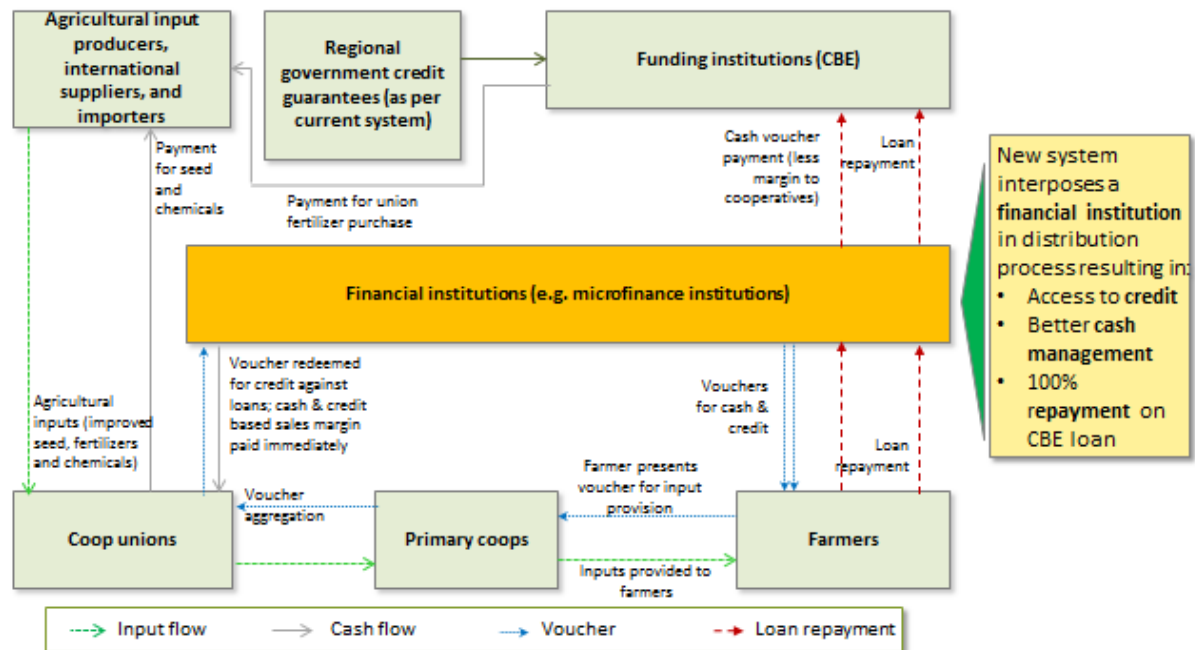 Agricultural input
producers,
international
suppliers, and
importers
Regional
government credit
guarantees (as per
current system)
Funding institutions (CBE)
Payment
for seed
and
chemicals
Payment for union
fertilizer purchase
Cash voucher
payment (less
margin to
cooperatives)
Loan
repayment
New system
interposes a
financial institution
in distribution
process resulting in:
• Access to credit
• Better cash
management
• 100%
repayment on
CBE loan
Financial institutions (e.g. microfinance institutions)
Agricultural
inputs (improved
seed, fertilizers
and chemicals)
Voucher redeemed
for credit against
loans; cash & credit
based sales margin
paid immediately
Vouchers
for cash &
credit
Loan
repayment
Voucher
aggregation
Farmer presents
voucher for input
provision
Coop unions
Primary coops
Farmers
Inputs provided to
farmers
Input flow
Cash flow
Voucher
Loan repayment